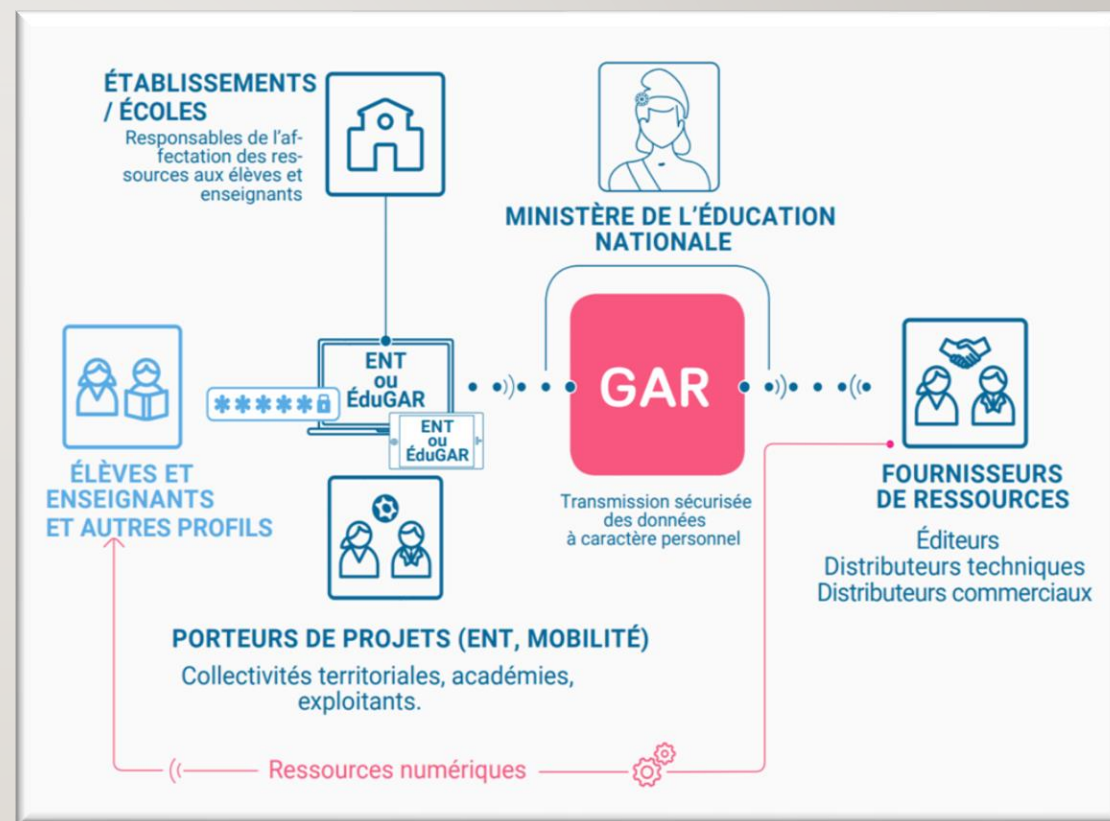 ÉTABLISSEMENTS
/ ÉCOLES
Responsables de l'af-
fectation des res-
sources aux élèves et
enseignants
MINISTÈRE DE L'ÉDUCATION
NATIONALE
ENT
ou
ÉduGAR
*****
ENT
ou
ÉduGAR
GAR
Transmission sécurisée
des données
à caractère personnel
ÉLÈVES ET
ENSEIGNANTS
ET AUTRES PROFILS
FOURNISSEURS
DE RESSOURCES
Éditeurs
Distributeurs techniques
Distributeurs commerciaux
PORTEURS DE PROJETS (ENT, MOBILITÉ)
Collectivités territoriales, académies,
exploitants.
Ressources numériques